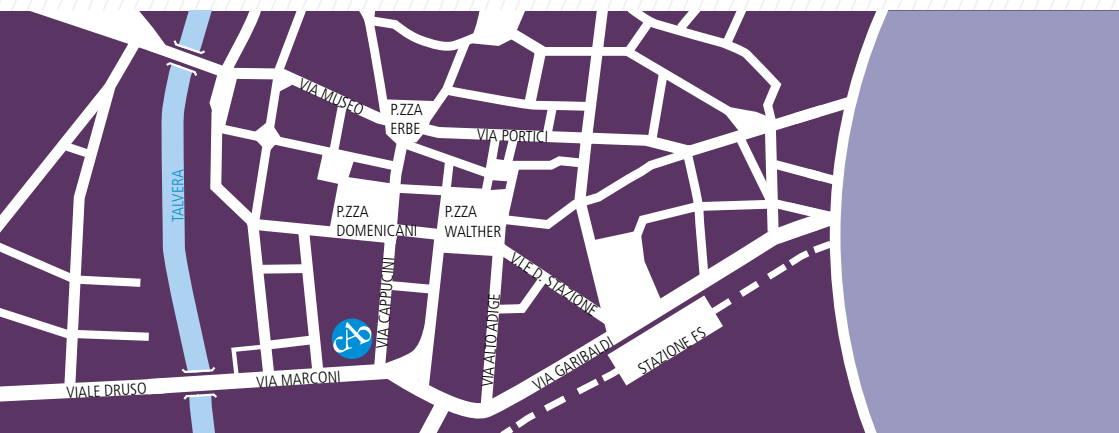 VIA MUSEO
P.ZZA
ERBE
VIA PORTICI
TALVERA
P.ZZA
DOMENICANI
P.ZZA
WALTHER
V.LE D. STAZIONE
VIA CAPPUCINI
VIA ALTO ADIGE
STAZIONE FS
VIA GARIBALDI
VIA MARCONI
VIALE DRUSO